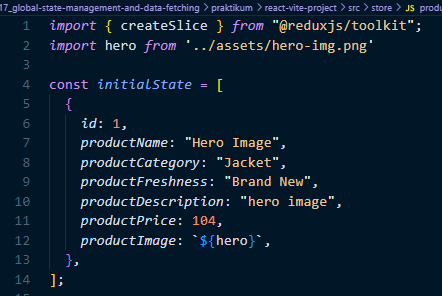 17_global-state-management-and-data-fetching > praktikum > react-vite-project > src > store > JS produ
1 import { createSlice } from "@reduxjs/toolkit";
2 import hero from '../assets/hero-img.png'
3
4 const initialState = [
5 {
6 id: 1,
7 productName: "Hero Image",
8 productCategory: "Jacket",
9 productFreshness: "Brand New",
10 productDescription: "hero image",
11 productPrice: 104,
12 productImage: `${hero}`,
13 },
14 ];